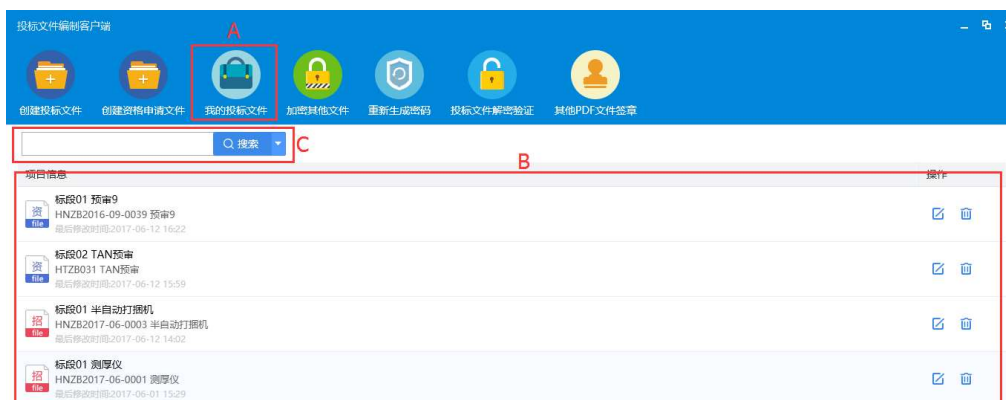 投标文件编制客户端
A
创建投标文件 创建资格申请文件 我的投标文件 加密其他文件 重新生成密码 投标文件解密验证 其他PDF文件签章
搜索 C
B
项目信息 操作
标段01 预审9
资 file HNZB2016-09-0039 预审9
最后修改时间:2017-06-12 16:22
标段02 TAN预审
资 file HTZB031 TAN预审
最后修改时间:2017-06-12 15:59
标段01 半自动打捆机
招 file HNZB2017-06-0003 半自动打捆机
最后修改时间:2017-06-12 14:02
标段01 测厚仪
招 file HNZB2017-06-0001 测厚仪
最后修改时间:2017-06-01 15:29